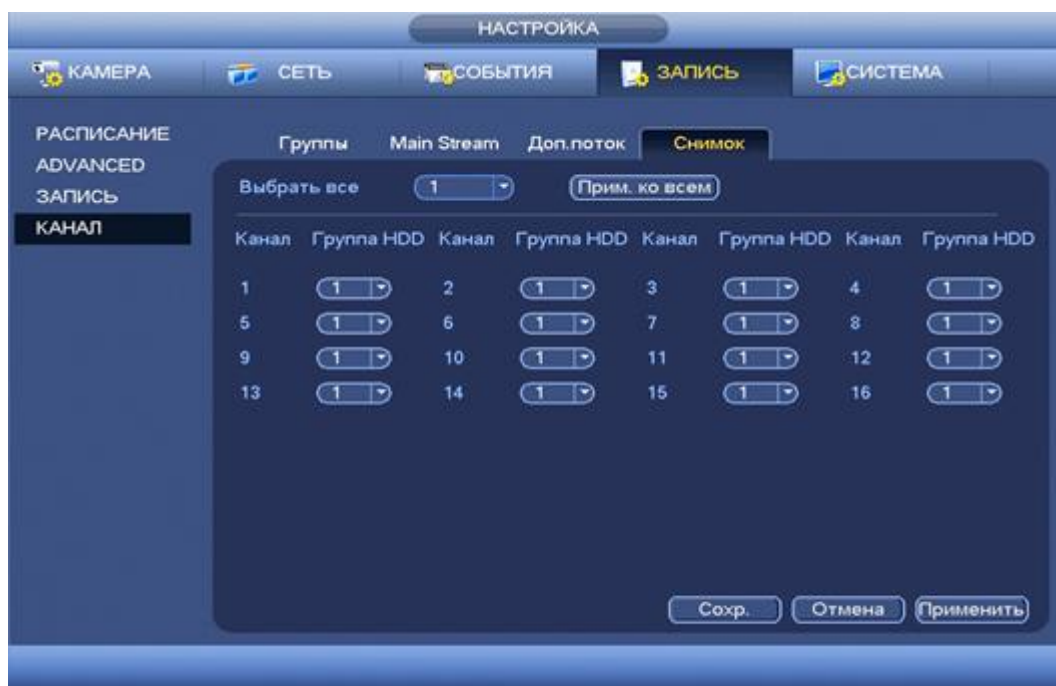 НАСТРОЙКА
КАМЕРА СЕТЬ СОБЫТИЯ ЗАПИСЬ СИСТЕМА
РАСПИСАНИЕ
ADVANCED
ЗАПИСЬ
КАНАЛ
Группы Main Stream Доп.поток Снимок
Выбрать все 1 Прим. ко всем
Канал Группа HDD Канал Группа HDD Канал Группа HDD Канал Группа HDD
1 1 2 1 3 1 4 1
5 1 6 1 7 1 8 1
9 1 10 1 11 1 12 1
13 1 14 1 15 1 16 1
Сохр. Отмена Применить